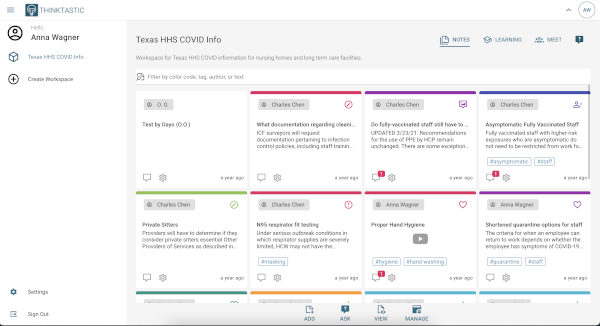 THINKTASTIC
AW
Hello,
Anna Wagner
Texas HHS COVID Info
Create Workspace
Settings
Sign Out
Texas HHS COVID Info
NOTES
LEARNING
MEET
Workspace for Texas HHS COVID information for nursing homes and long term care facilities.
Filter by color code, tag, author, or text
O. O.
Test by Dayo (O.O.)
a year ago
Charles Chen
What documentation regarding cleani...
ICF surveyors will request
documentation pertaining to infection
control policies, including staff trainin...
a year ago
Charles Chen
Do fully-vaccinated staff still have to ...
UPDATED 3/23/21: Recommendations
for the use of PPE by HCP remain
unchanged. There are some exception...
1
a year ago
Charles Chen
Asymptomatic Fully Vaccinated Staff
Fully vaccinated staff with higher-risk
exposures who are asymptomatic do
not need to be restricted from work fo...
#asymptomatic
#staff
1
a year ago
Charles Chen
Private Sitters
Providers will have to determine if they
consider private sitters essential Other
Providers of Services as described in...
a year ago
Charles Chen
N95 respirator fit testing
Under serious outbreak conditions in
which respirator supplies are severely
limited, HCW may not have the...
#masking
a year ago
Anna Wagner
Proper Hand Hygiene
#hygiene
#hand washing
1
a year ago
Anna Wagner
Shortened quarantine options for staff
The criteria for when an employee can
return to work depends on whether the
employee has symptoms of COVID-19...
#quarantine
#staff
a year ago
ADD
ASK
VIEW
MANAGE